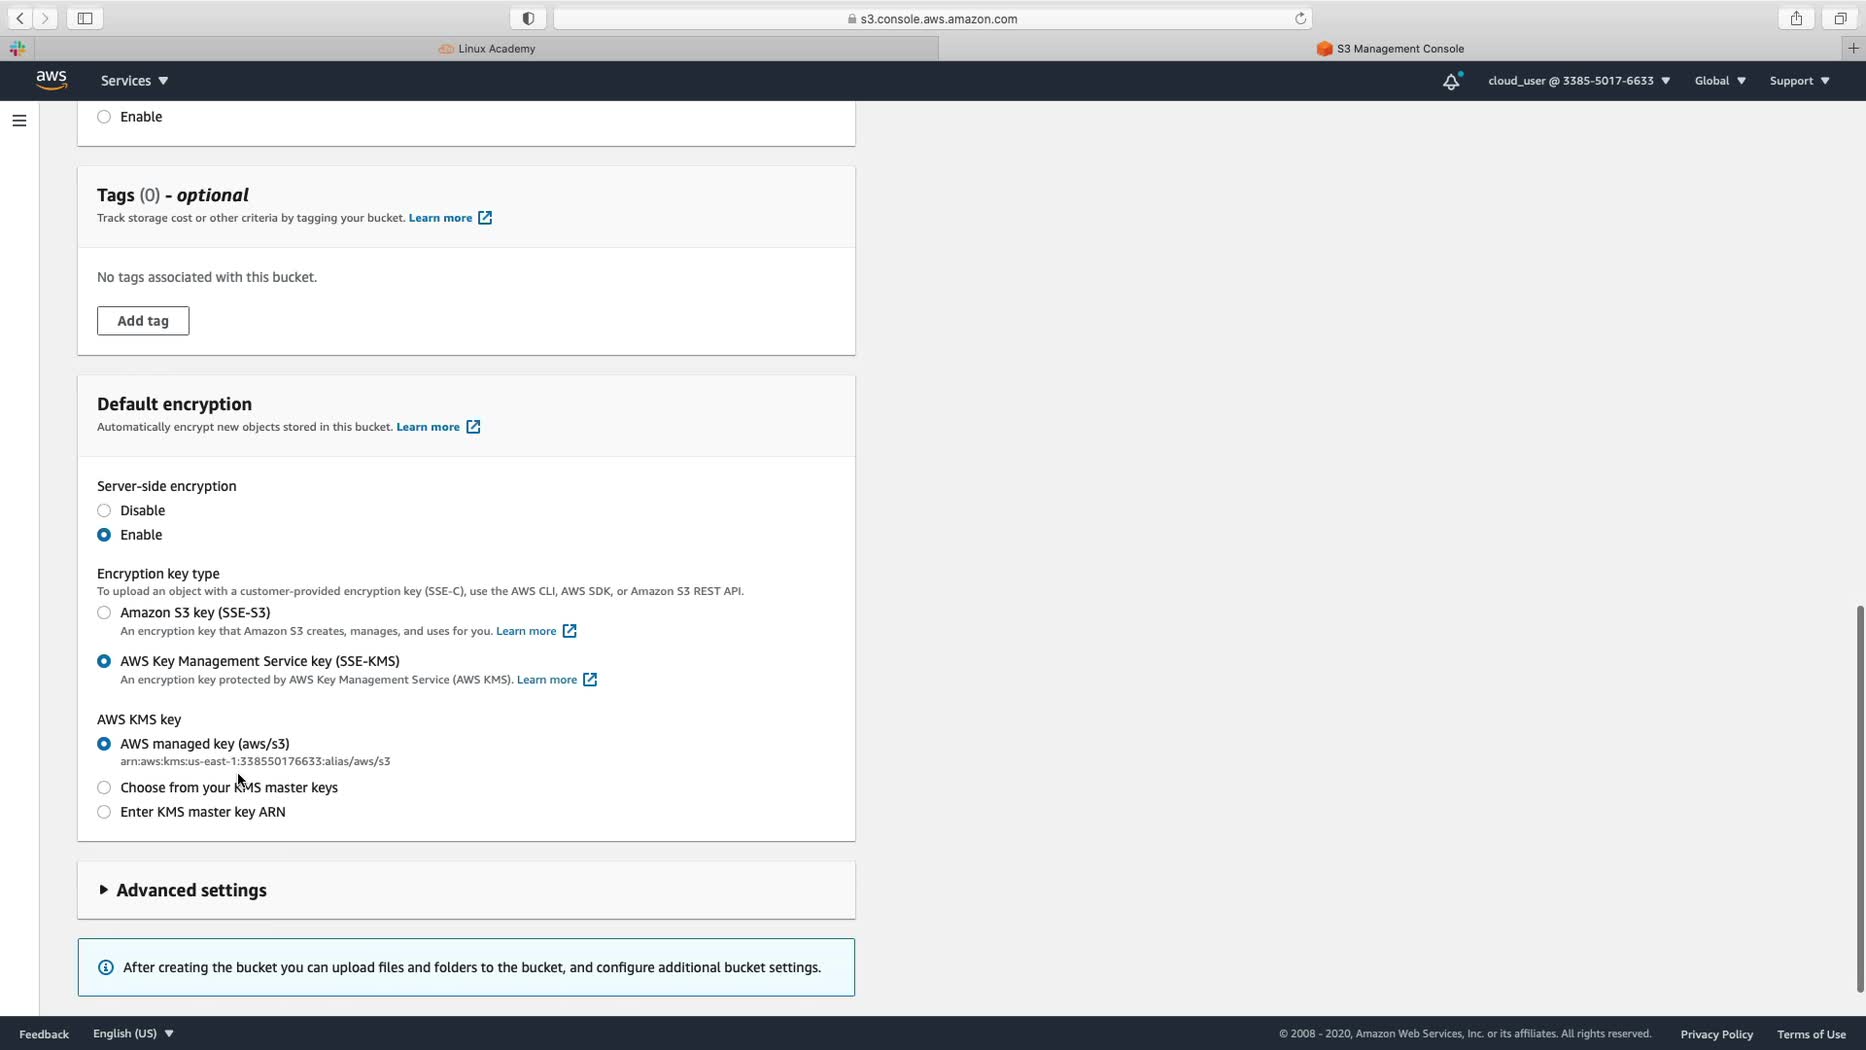 s3.console.aws.amazon.com
Linux Academy
S3 Management Console
aws
Services
cloud_user @ 3385-5017-6633
Global
Support
Enable
Tags (0) - optional
Track storage cost or other criteria by tagging your bucket. Learn more
No tags associated with this bucket.
Add tag
Default encryption
Automatically encrypt new objects stored in this bucket. Learn more
Server-side encryption
Disable
Enable
Encryption key type
To upload an object with a customer-provided encryption key (SSE-C), use the AWS CLI, AWS SDK, or Amazon S3 REST API.
Amazon S3 key (SSE-S3)
An encryption key that Amazon S3 creates, manages, and uses for you. Learn more
AWS Key Management Service key (SSE-KMS)
An encryption key protected by AWS Key Management Service (AWS KMS). Learn more
AWS KMS key
AWS managed key (aws/s3)
arn:aws:kms:us-east-1:338550176633:alias/aws/s3
Choose from your KMS master keys
Enter KMS master key ARN
Advanced settings
After creating the bucket you can upload files and folders to the bucket, and configure additional bucket settings.
Feedback
English (US)
© 2008 - 2020, Amazon Web Services, Inc. or its affiliates. All rights reserved.
Privacy Policy
Terms of Use